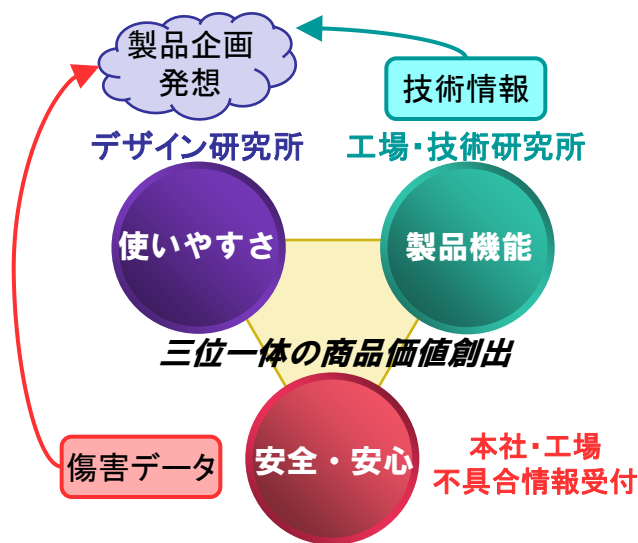 製品企画
発想
技術情報
デザイン研究所
工場・技術研究所
使いやすさ
製品機能
三位一体の商品価値創出
傷害データ
安全・安心
本社・工場
不具合情報受付